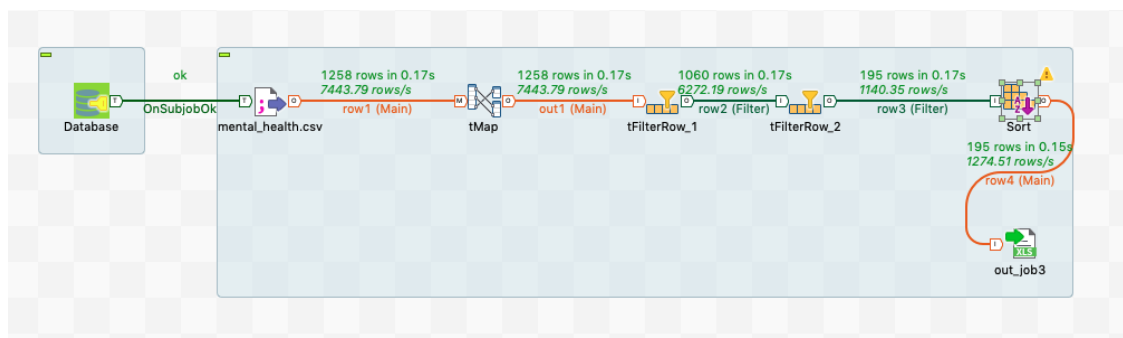 ok
OnSubjobOk
Database
mental_health.csv
1258 rows in 0.17s
7443.79 rows/s
row1 (Main)
tMap
1258 rows in 0.17s
7443.79 rows/s
out1 (Main)
tFilterRow_1
1060 rows in 0.17s
6272.19 rows/s
row2 (Filter)
tFilterRow_2
195 rows in 0.17s
1140.35 rows/s
row3 (Filter)
Sort
195 rows in 0.15s
1274.51 rows/s
row4 (Main)
XLS
out_job3